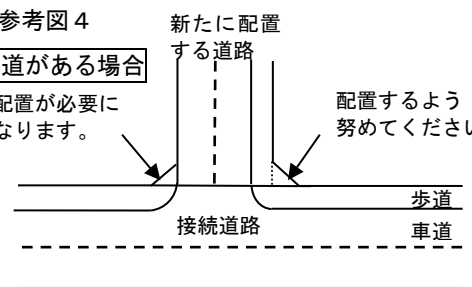 参考図４
新たに配置
する道路
道がある場合
配置が必要に
なります。
配置するよう
努めてください
接続道路
歩道
車道